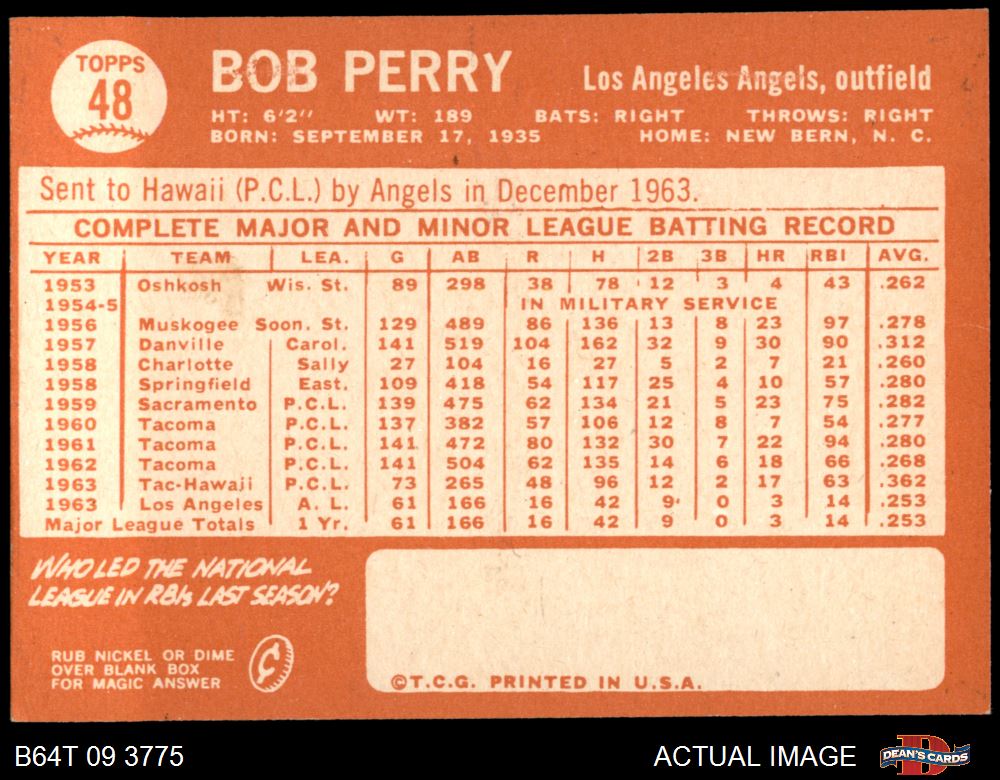 TOPPS
48
BOB PERRY
Los Angeles Angels, outfield
HT: 6'2" WT: 189 BATS: RIGHT THROWS: RIGHT
BORN: SEPTEMBER 17, 1935 HOME: NEW BERN, N. C.
Sent to Hawaii (P.C.L.) by Angels in December 1963.
COMPLETE MAJOR AND MINOR LEAGUE BATTING RECORD
YEAR TEAM LEA. G AB R H 2B 3B HR RBI AVG.
1953 Oshkosh Wis. St. 89 298 38 78 12 3 4 43 .262
1954-5 IN MILITARY SERVICE
1956 Muskogee Soon. St. 129 489 86 136 13 8 23 97 .278
1957 Danville Carol. 141 519 104 162 32 9 30 90 .312
1958 Charlotte Sally 27 104 16 27 5 2 7 21 .260
1958 Springfield East. 109 418 54 117 25 4 10 57 .280
1959 Sacramento P.C.L. 139 475 62 134 21 5 23 75 .282
1960 Tacoma P.C.L. 137 382 57 106 12 8 7 54 .277
1961 Tacoma P.C.L. 141 472 80 132 30 7 22 94 .280
1962 Tacoma P.C.L. 141 504 62 135 14 6 18 66 .268
1963 Tac-Hawaii P.C.L. 73 265 48 96 12 2 17 63 .362
1963 Los Angeles A. L. 61 166 16 42 9 0 3 14 .253
Major League Totals 1 Yr. 61 166 16 42 9 0 3 14 .253
WHO LED THE NATIONAL
LEAGUE IN RBIs LAST SEASON?
RUB NICKEL OR DIME
OVER BLANK BOX
FOR MAGIC ANSWER
¢
©T.C.G. PRINTED IN U.S.A.
B64T 09 3775
ACTUAL IMAGE
DEAN'S CARDS